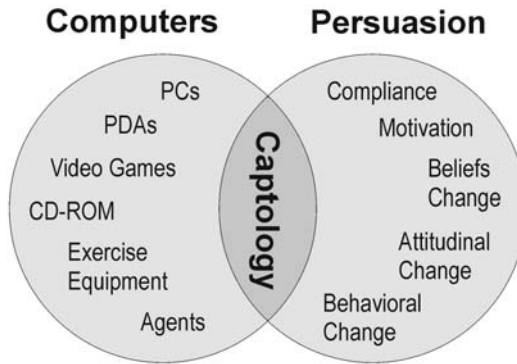 Computers
Persuasion
PCs
PDAs
Video Games
CD-ROM
Exercise
Equipment
Agents
Captology
Compliance
Motivation
Beliefs
Change
Attitudinal
Change
Behavioral
Change